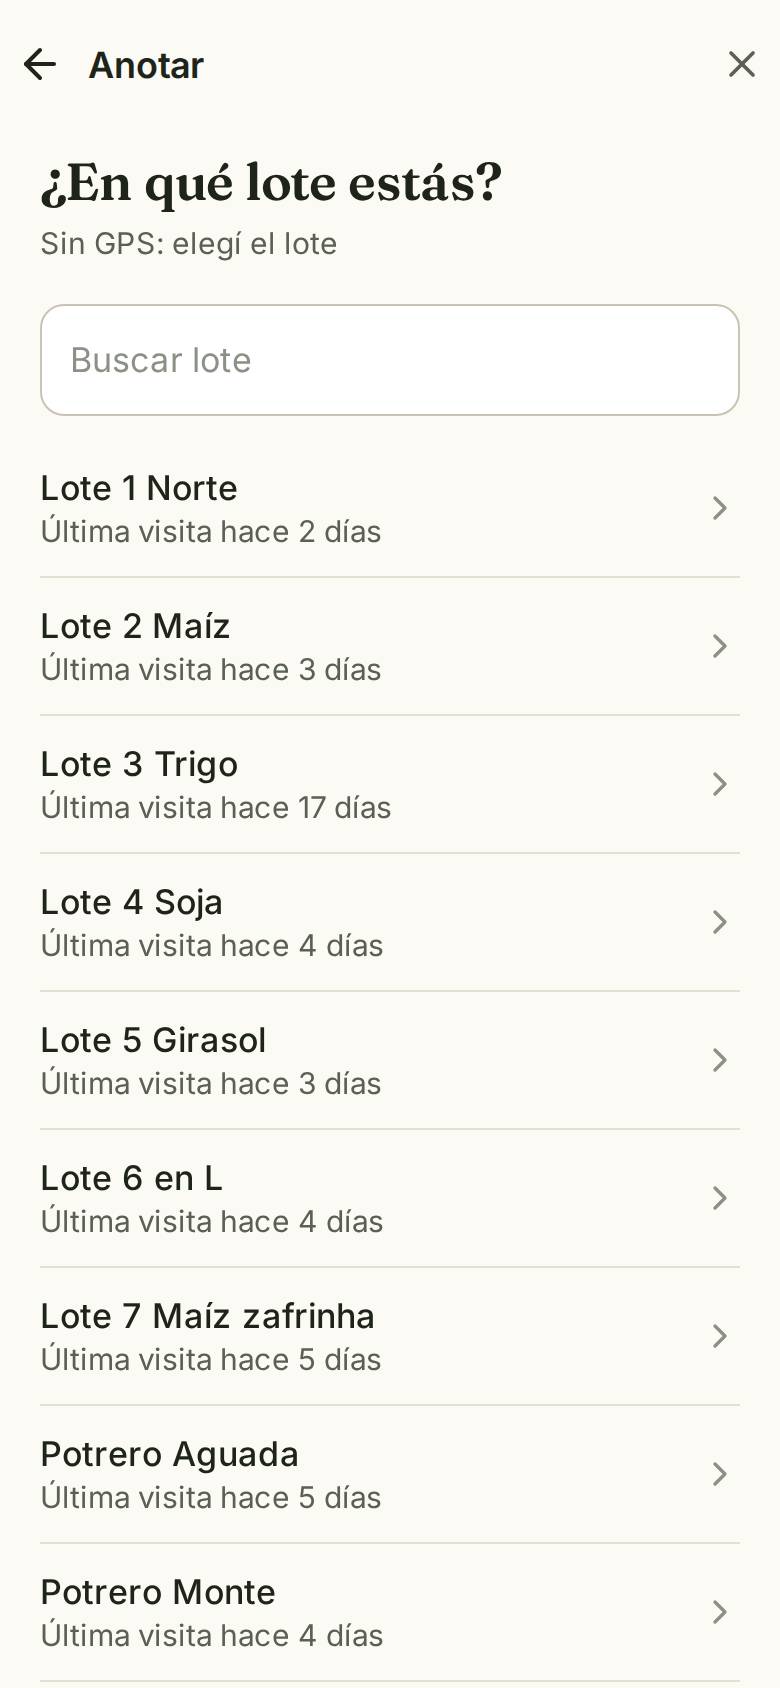 Anotar
¿En qué lote estás?
Sin GPS: elegí el lote
Buscar lote
Lote 1 Norte
Última visita hace 2 días
Lote 2 Maíz
Última visita hace 3 días
Lote 3 Trigo
Última visita hace 17 días
Lote 4 Soja
Última visita hace 4 días
Lote 5 Girasol
Última visita hace 3 días
Lote 6 en L
Última visita hace 4 días
Lote 7 Maíz zafrinha
Última visita hace 5 días
Potrero Aguada
Última visita hace 5 días
Potrero Monte
Última visita hace 4 días